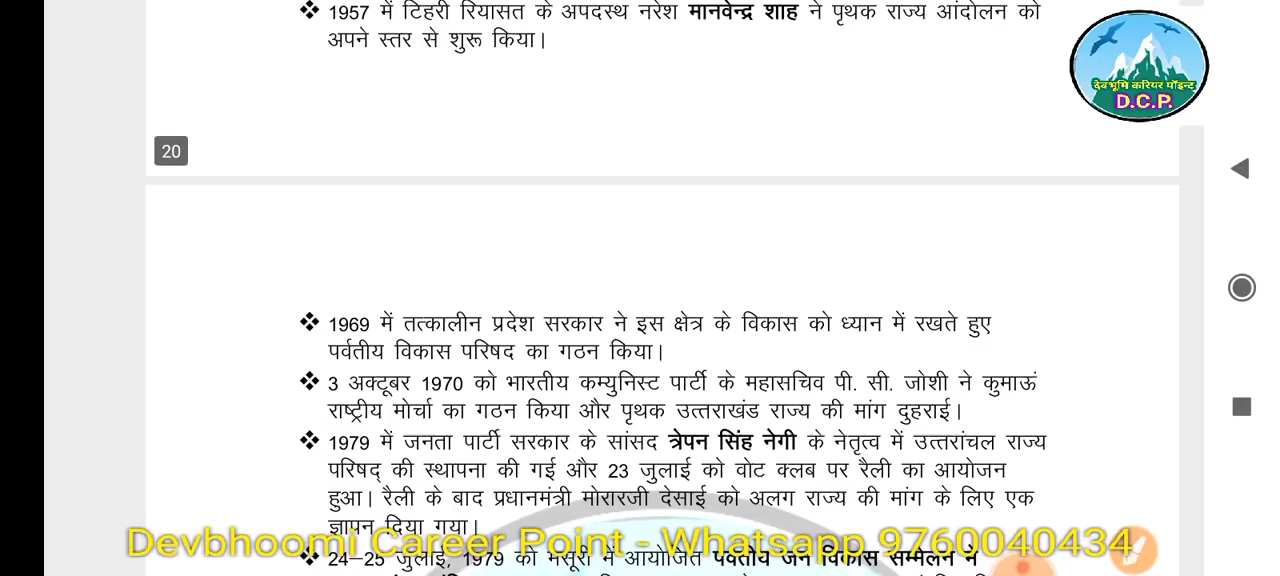 ❖ 1957 में टिहरी रियासत के अपदस्थ नरेश मानवेन्द्र शाह ने पृथक राज्य आंदोलन को
अपने स्तर से शुरू किया।
देवभूमि करियर पॉइन्ट
D.C.P.
20
❖ 1969 में तत्कालीन प्रदेश सरकार ने इस क्षेत्र के विकास को ध्यान में रखते हुए
पर्वतीय विकास परिषद का गठन किया।
❖ 3 अक्टूबर 1970 को भारतीय कम्युनिस्ट पार्टी के महासचिव पी. सी. जोशी ने कुमाऊं
राष्ट्रीय मोर्चा का गठन किया और पृथक उत्तराखंड राज्य की मांग दुहराई।
❖ 1979 में जनता पार्टी सरकार के सांसद त्रेपन सिंह नेगी के नेतृत्व में उत्तरांचल राज्य
परिषद् की स्थापना की गई और 23 जुलाई को वोट क्लब पर रैली का आयोजन
हुआ। रैली के बाद प्रधानमंत्री मोरारजी देसाई को अलग राज्य की मांग के लिए एक
ज्ञापन दिया गया।
Devbhoomi Career Point - Whatsapp 9760040434
❖ 24–25 जुलाई, 1979 को मसूरी में आयोजित पर्वतीय जन विकास सम्मेलन ने